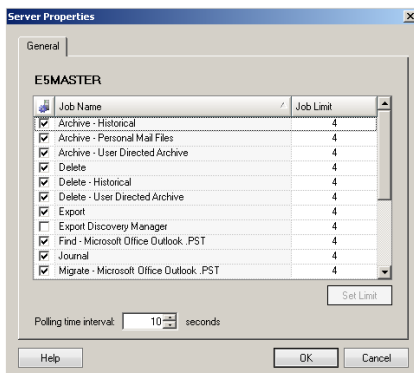 Server Properties
General
E5MASTER
Job Name Job Limit
Archive - Historical 4
Archive - Personal Mail Files 4
Archive - User Directed Archive 4
Delete 4
Delete - Historical 4
Delete - User Directed Archive 4
Export 4
Export Discovery Manager 4
Find - Microsoft Office Outlook .PST 4
Journal 4
Migrate - Microsoft Office Outlook .PST 4
Set Limit
Polling time interval: 10 seconds
Help OK Cancel